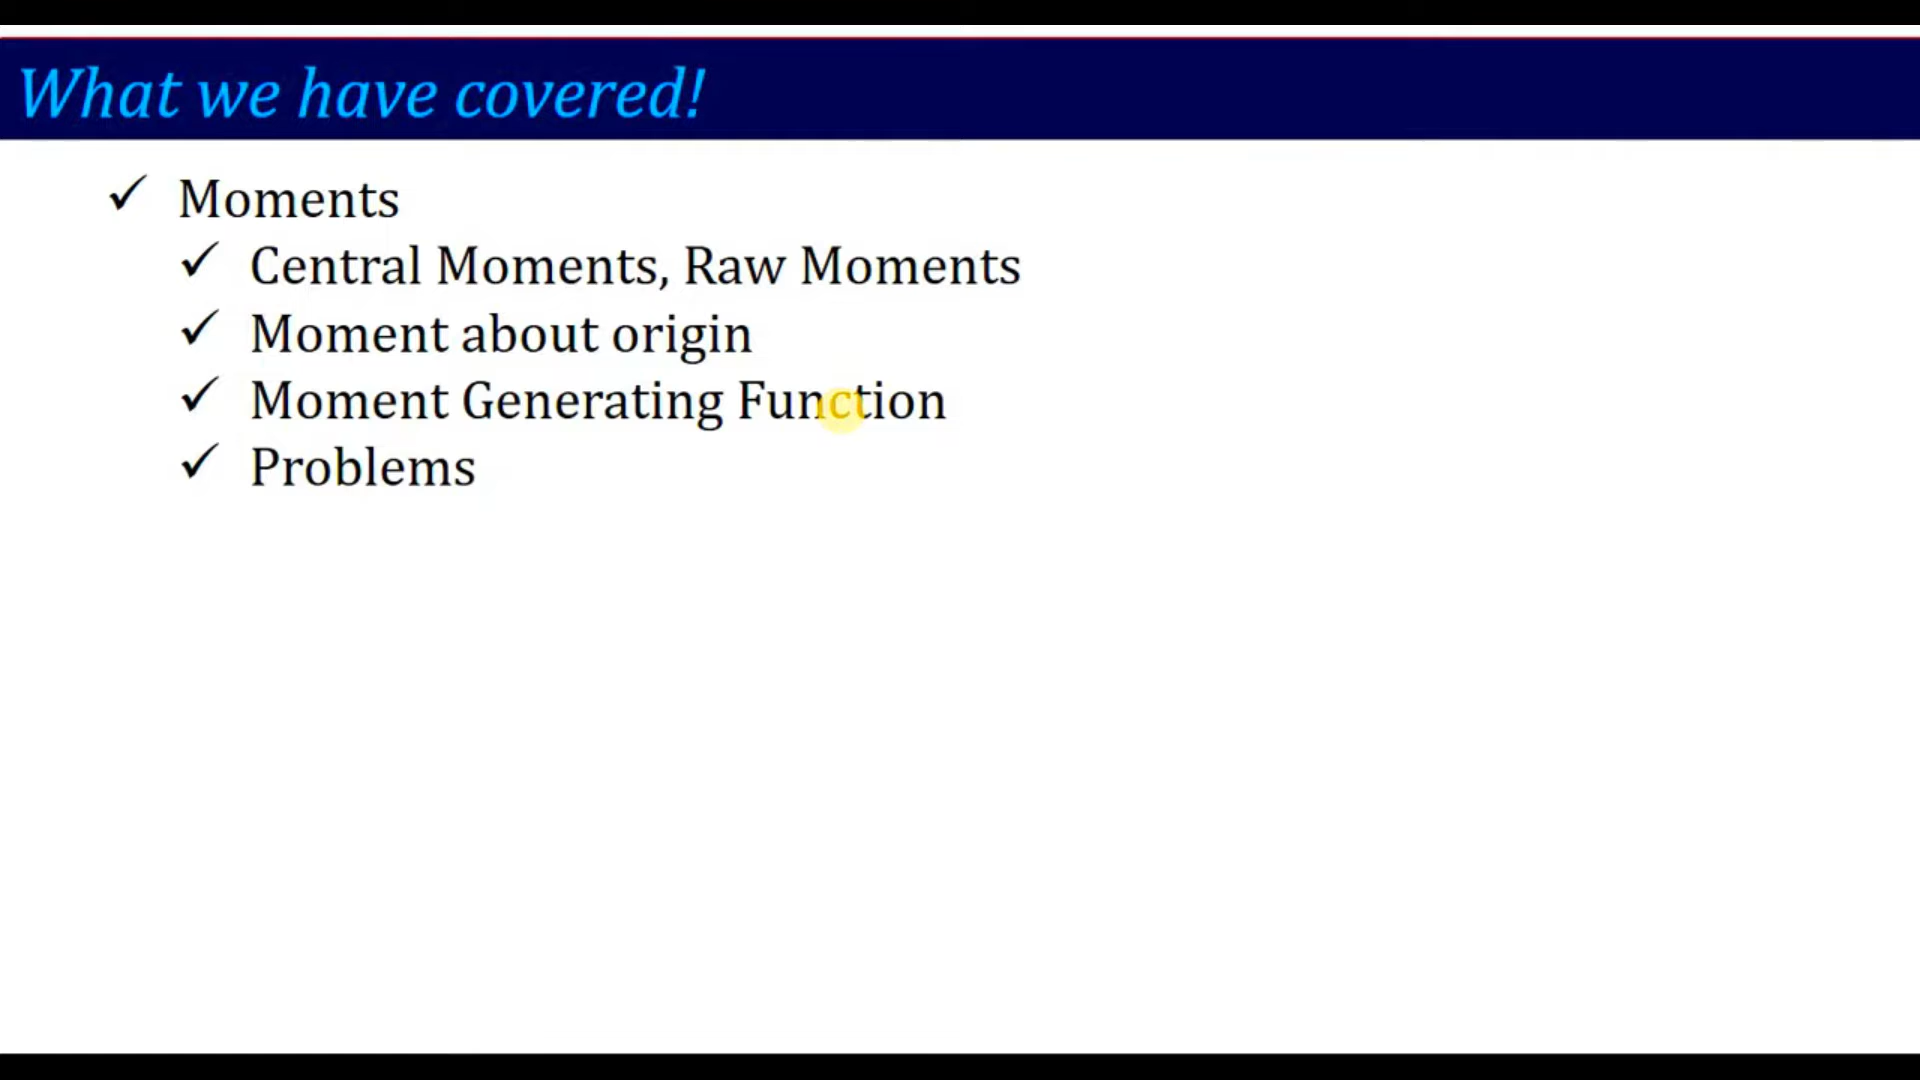 What we have covered!
✓ Moments
✓ Central Moments, Raw Moments
✓ Moment about origin
✓ Moment Generating Function
✓ Problems